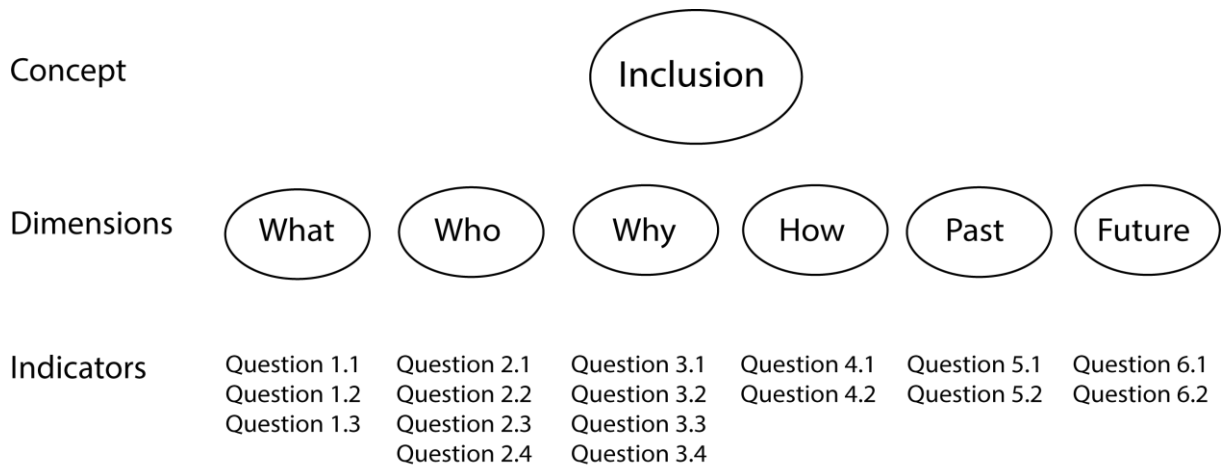 Concept
Inclusion
Dimensions
What
Who
Why
How
Past
Future
Indicators
Question 1.1
Question 1.2
Question 1.3
Question 2.1
Question 2.2
Question 2.3
Question 2.4
Question 3.1
Question 3.2
Question 3.3
Question 3.4
Question 4.1
Question 4.2
Question 5.1
Question 5.2
Question 6.1
Question 6.2